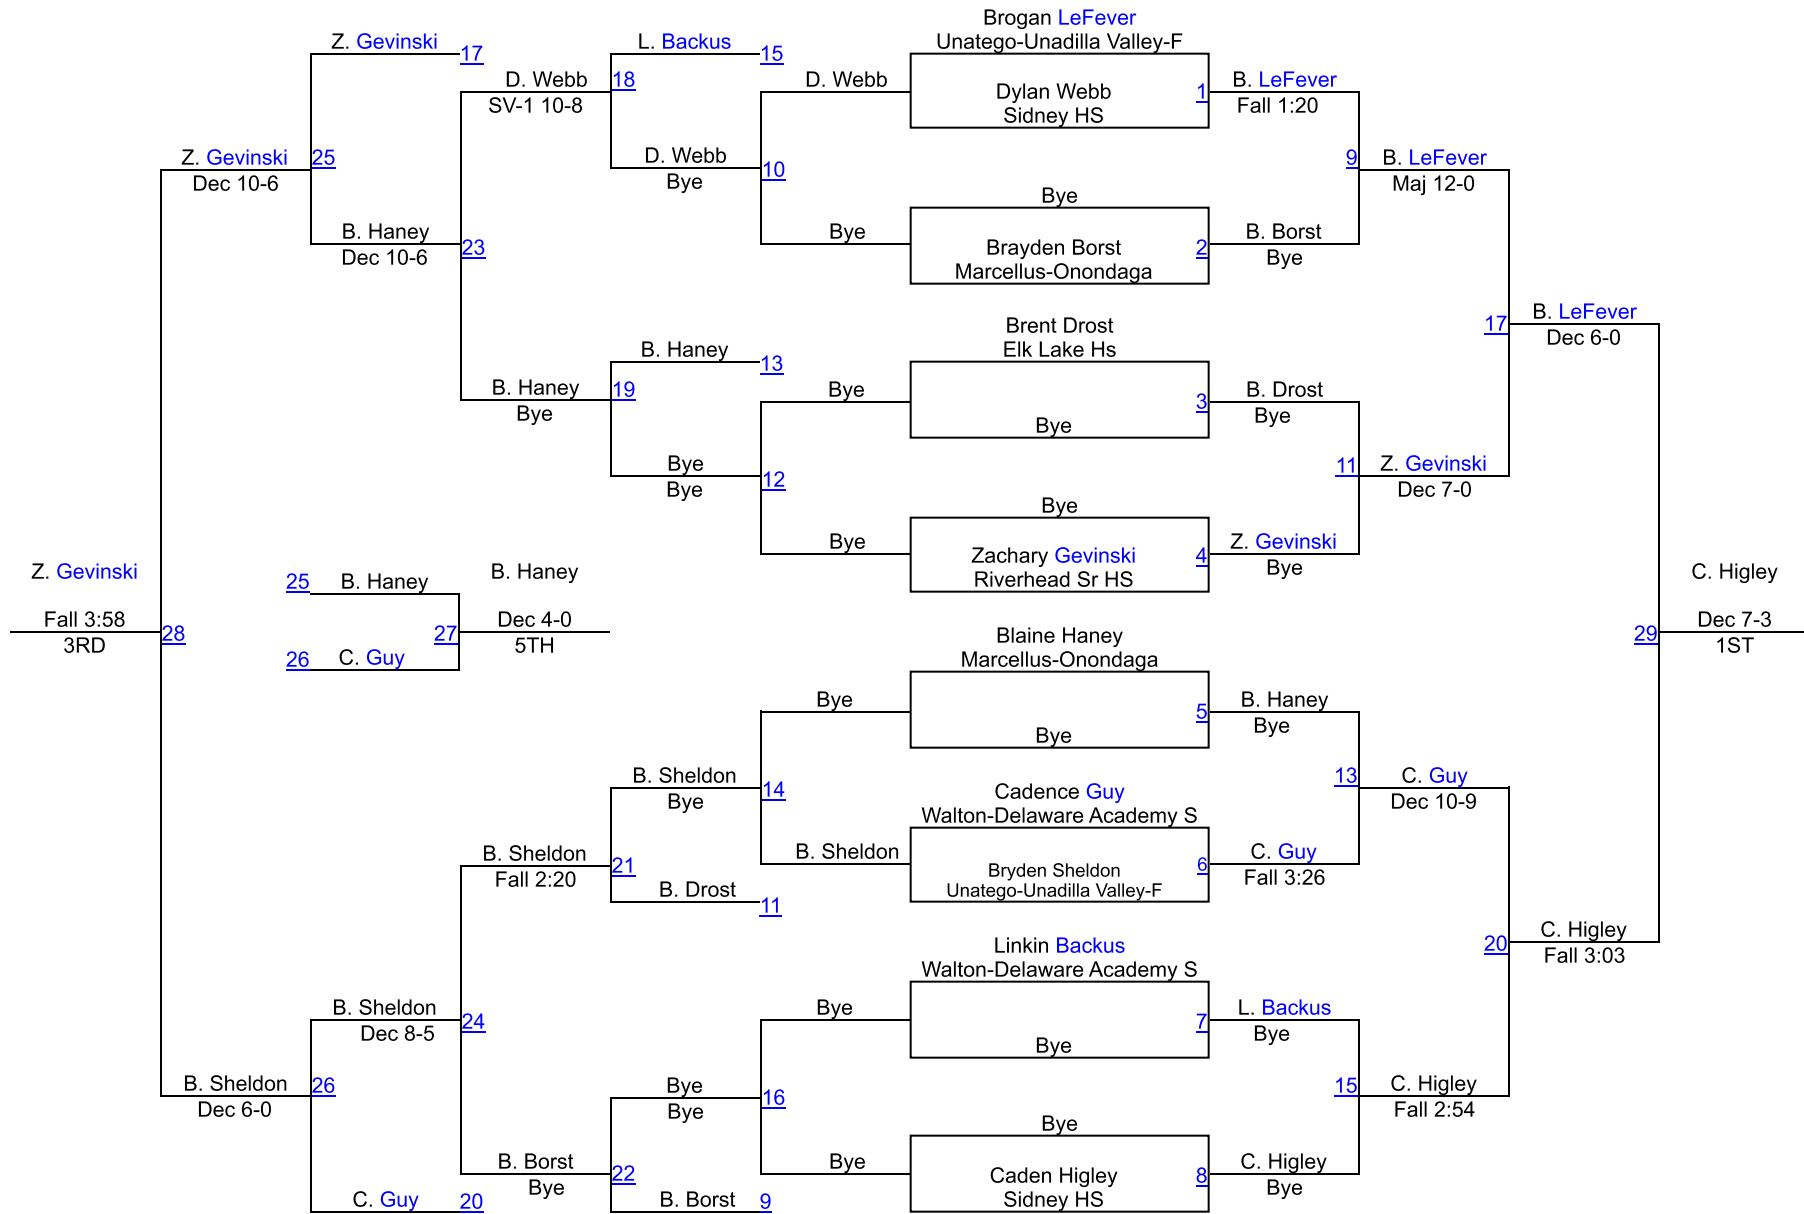 Brogan LeFever
Z. Gevinski 17 L. Backus 15 Unatego-Unadilla Valley-F
D. Webb 18 D. Webb B. LeFever
SV-1 10-8 Dylan Webb 1 Fall 1:20
Sidney HS
Z. Gevinski 25 D. Webb 10 9 B. LeFever
Dec 10-6 Bye Maj 12-0
Bye
B. Haney 23 Bye Brayden Borst 2 B. Borst
Dec 10-6 Marcellus-Onondaga Bye
Brent Drost 17 B. LeFever
B. Haney 13 Elk Lake Hs Dec 6-0
B. Haney 19 Bye 3 B. Drost
Bye Bye Bye
Bye 12 11 Z. Gevinski
Bye Dec 7-0
Bye
Bye Zachary Gevinski 4 Z. Gevinski
Riverhead Sr HS Bye
Z. Gevinski 25 B. Haney B. Haney C. Higley
Fall 3:58 28 27 Dec 4-0 29 Dec 7-3
3RD 26 C. Guy 5TH 1ST
Blaine Haney
Marcellus-Onondaga
Bye 5 B. Haney
Bye Bye
B. Sheldon 14 Cadence Guy 13 C. Guy
Bye Walton-Delaware Academy S Dec 10-9
B. Sheldon 21 B. Sheldon Bryden Sheldon 6 C. Guy
Fall 2:20 Unatego-Unadilla Valley-F Fall 3:26
B. Drost 11
Linkin Backus 20 C. Higley
Walton-Delaware Academy S Fall 3:03
B. Sheldon 24 Bye 7 L. Backus
Dec 8-5 Bye Bye
B. Sheldon 26 Bye 16 15 C. Higley
Dec 6-0 Bye Fall 2:54
Bye
B. Borst 22 Bye Caden Higley 8 C. Higley
Bye Sidney HS Bye
C. Guy 20 B. Borst 9